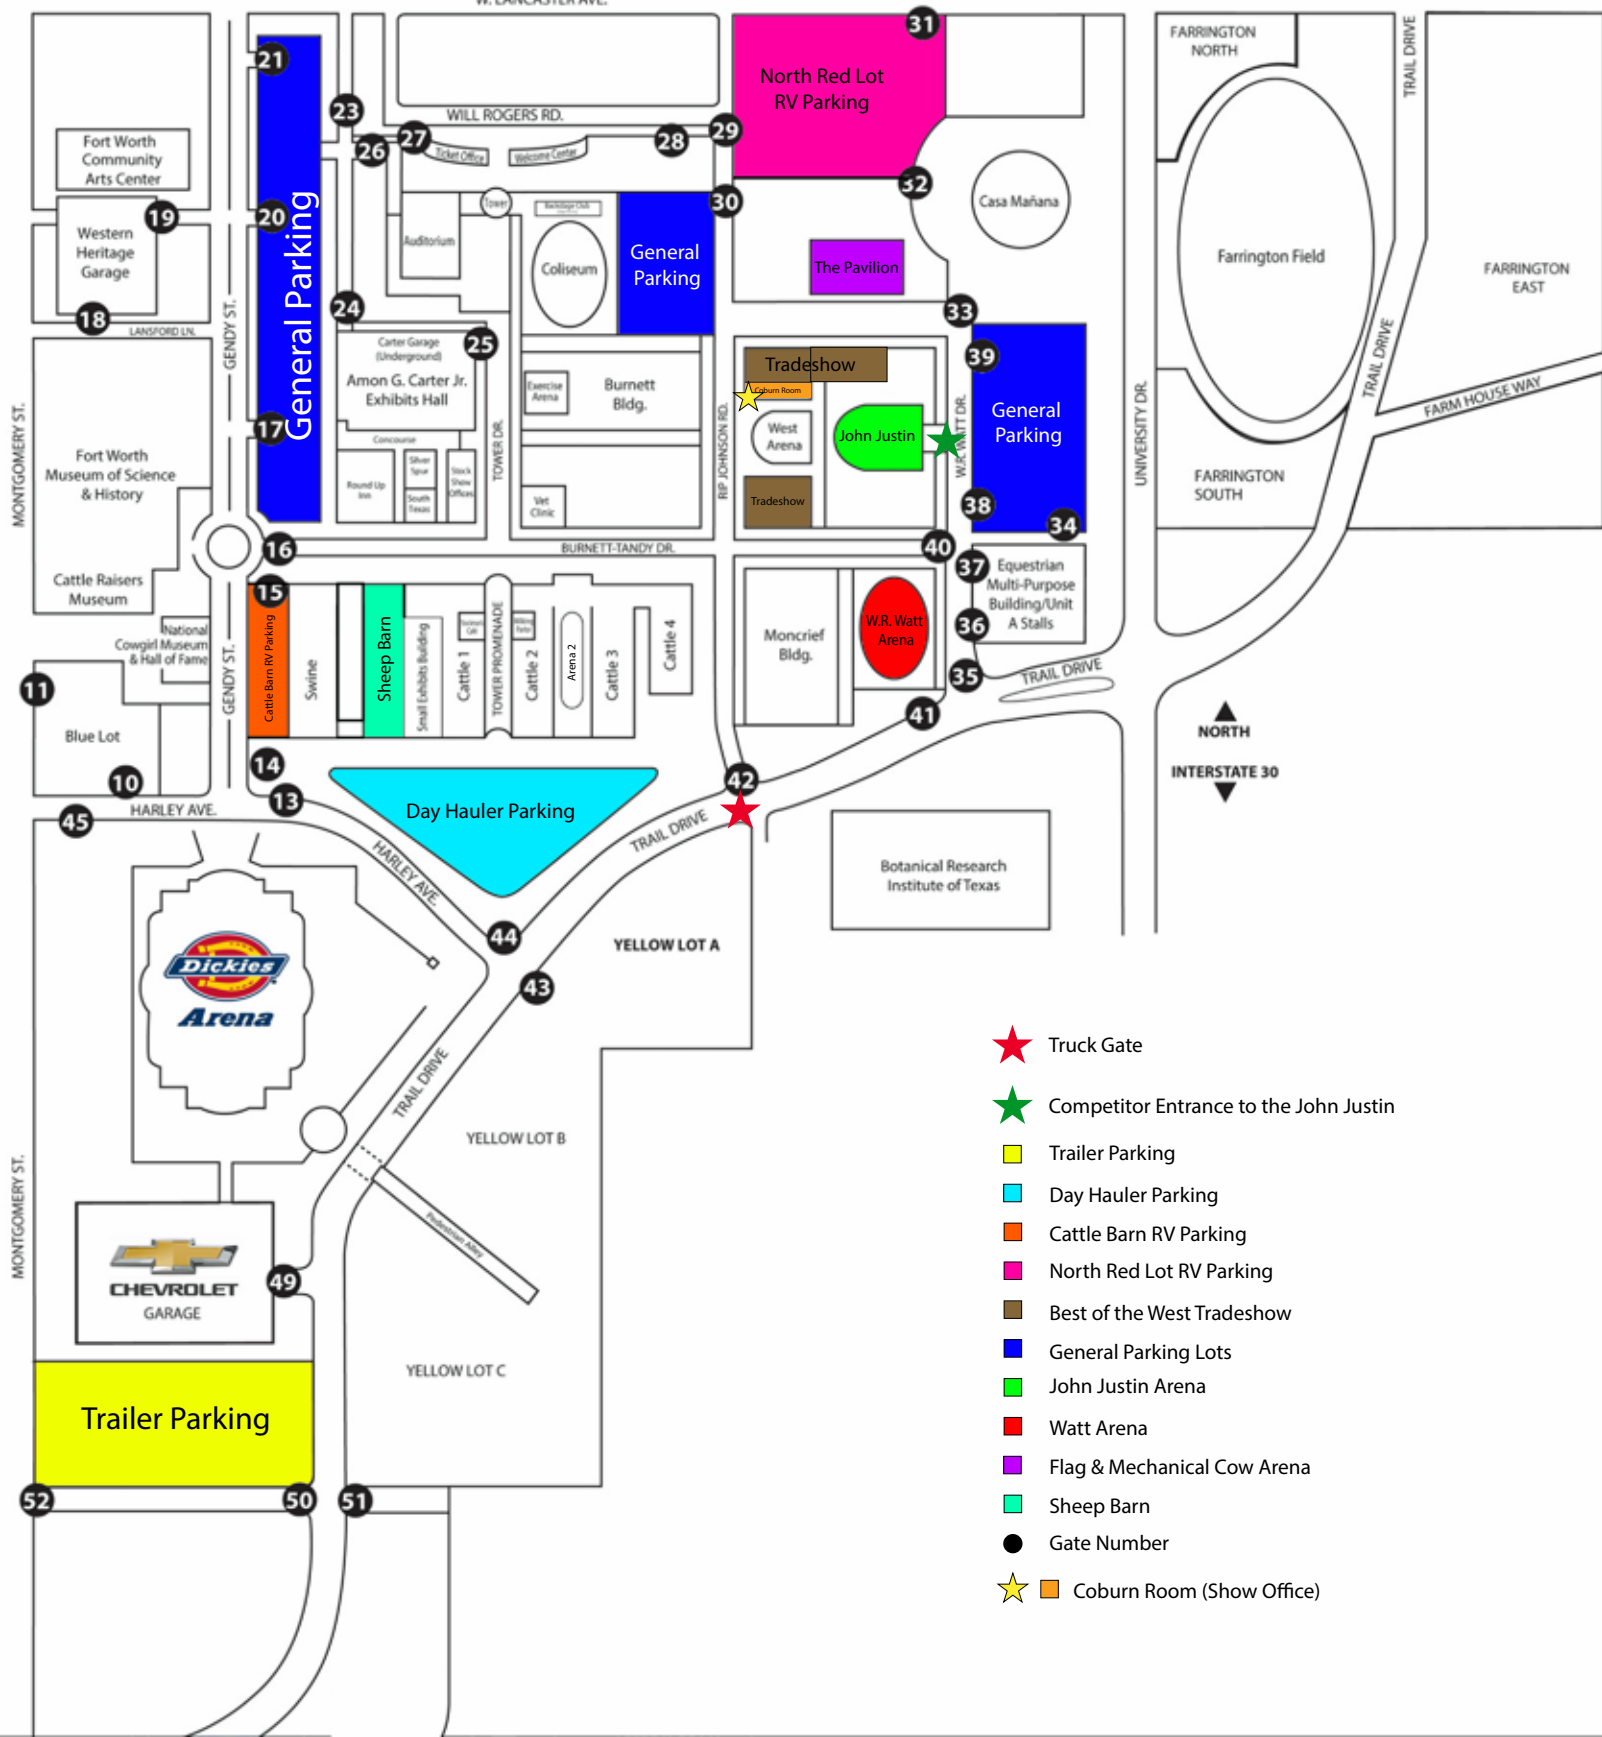 W. LANCASTER AVE.
21
23
26
27
28
29
30
31
32
33
WILL ROGERS RD.
North Red Lot
RV Parking
FARRINGTON
NORTH
TRAIL DRIVE
Fort Worth
Community
Arts Center
Ticket Office
Welcome Center
19
20
Western
Heritage
Garage
18
LANSFORD LN.
GENDY ST.
General Parking
Tower
Backstage Club
Auditorium
Coliseum
General
Parking
The Pavilion
Casa Mañana
Farrington Field
FARRINGTON
EAST
24
25
Carter Garage
(Underground)
Amon G. Carter Jr.
Exhibits Hall
Concourse
Round Up
Inn
Silver
Spur
South
Texas
Stock
Show
Offices
TOWER DR.
Exercise
Arena
Burnett
Bldg.
Vet
Clinic
RIP JOHNSON RD.
Tradeshow
Coburn Room
West
Arena
John Justin
Tradeshow
W.R. WATT DR.
39
General
Parking
38
34
UNIVERSITY DR.
TRAIL DRIVE
FARM HOUSE WAY
FARRINGTON
SOUTH
MONTGOMERY ST.
17
Fort Worth
Museum of Science
& History
16
BURNETT-TANDY DR.
40
37
Equestrian
Multi-Purpose
Building/Unit
A Stalls
36
35
Cattle Raisers
Museum
National
Cowgirl Museum
& Hall of Fame
15
Cattle Barn RV Parking
Swine
Sheep Barn
Small Exhibits Building
Cattle 1
TOWER PROMENADE
Milking
Parlor
Cattle 2
Arena 2
Cattle 3
Cattle 4
Moncrief
Bldg.
W.R. Watt
Arena
TRAIL DRIVE
41
11
GENDY ST.
Blue Lot
10
14
13
42
NORTH
INTERSTATE 30
45
HARLEY AVE.
HARLEY AVE.
Day Hauler Parking
TRAIL DRIVE
Botanical Research
Institute of Texas
44
43
YELLOW LOT A
Dickies
Arena
TRAIL DRIVE
YELLOW LOT B
MONTGOMERY ST.
Pedestrian Alley
CHEVROLET
GARAGE
49
YELLOW LOT C
Trailer Parking
52
50
51
Truck Gate
Competitor Entrance to the John Justin
Trailer Parking
Day Hauler Parking
Cattle Barn RV Parking
North Red Lot RV Parking
Best of the West Tradeshow
General Parking Lots
John Justin Arena
Watt Arena
Flag & Mechanical Cow Arena
Sheep Barn
Gate Number
Coburn Room (Show Office)